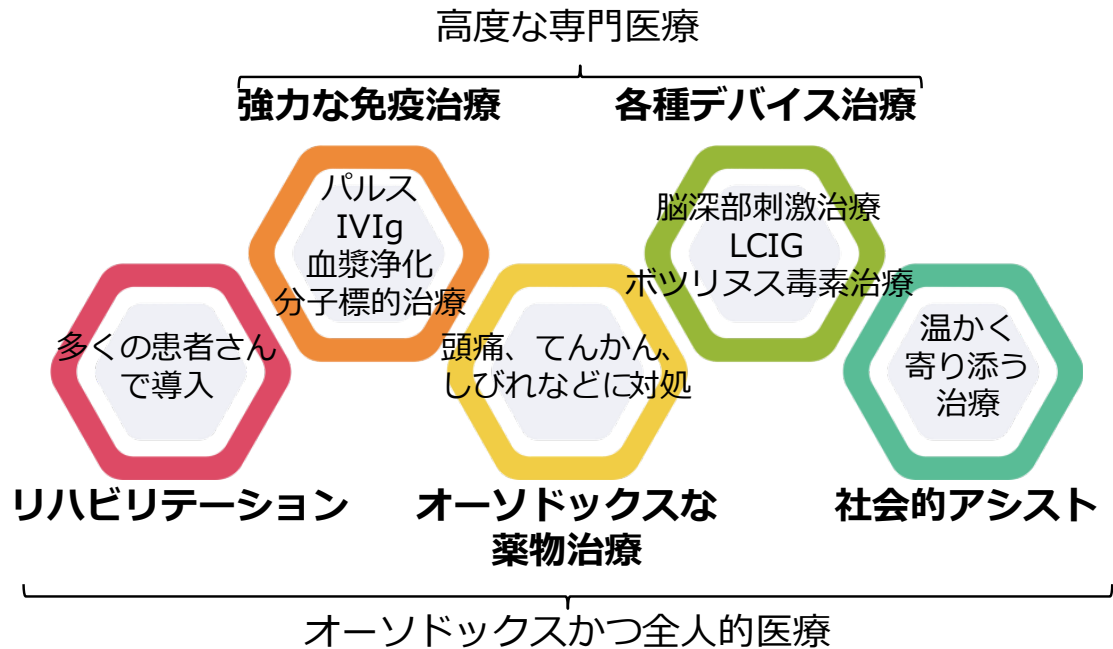 高度な専門医療
強力な免疫治療
各種デバイス治療
パルス
IVIg
血漿浄化
分子標的治療
脳深部刺激治療
LCIG
ボツリヌス毒素治療
多くの患者さん
で導入
頭痛、てんかん、
しびれなどに対処
温かく
寄り添う
治療
リハビリテーション
オーソドックスな
薬物治療
社会的アシスト
オーソドックスかつ全人的医療